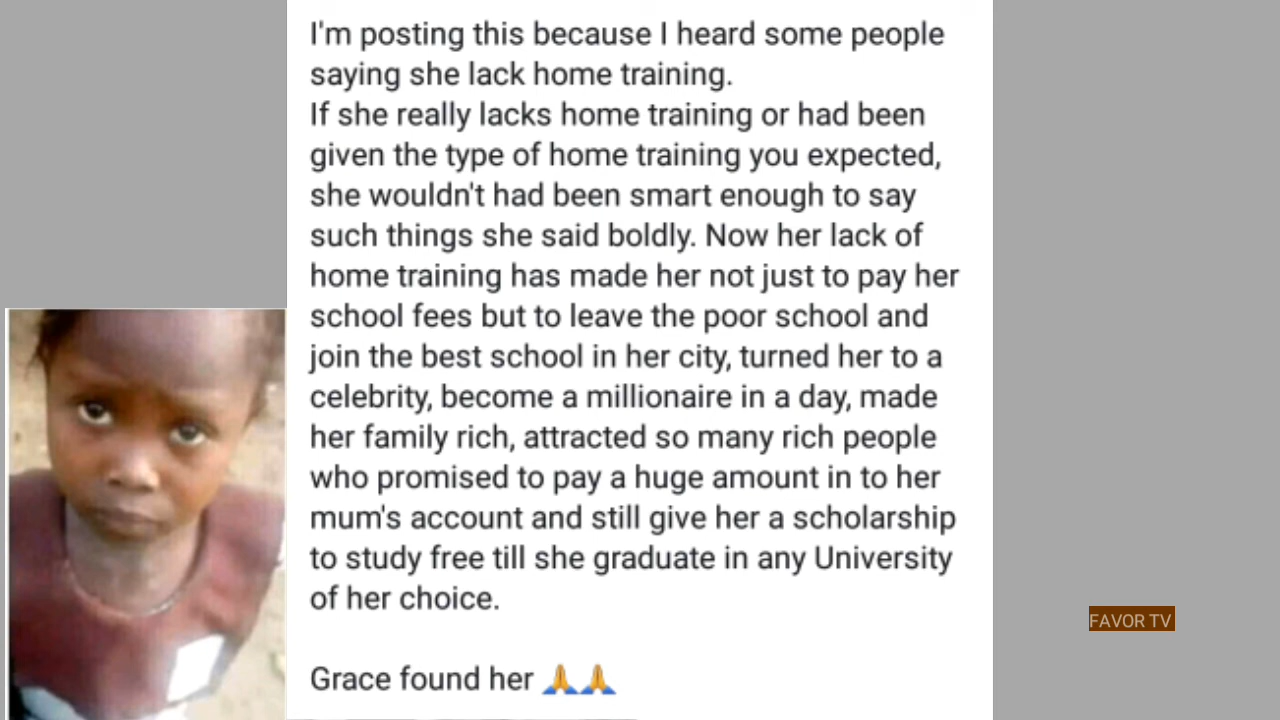 I'm posting this because I heard some people
saying she lack home training.
If she really lacks home training or had been
given the type of home training you expected,
she wouldn't had been smart enough to say
such things she said boldly. Now her lack of
home training has made her not just to pay her
school fees but to leave the poor school and
join the best school in her city, turned her to a
celebrity, become a millionaire in a day, made
her family rich, attracted so many rich people
who promised to pay a huge amount in to her
mum's account and still give her a scholarship
to study free till she graduate in any University
of her choice.
Grace found her 🙏🙏
FAVOR TV